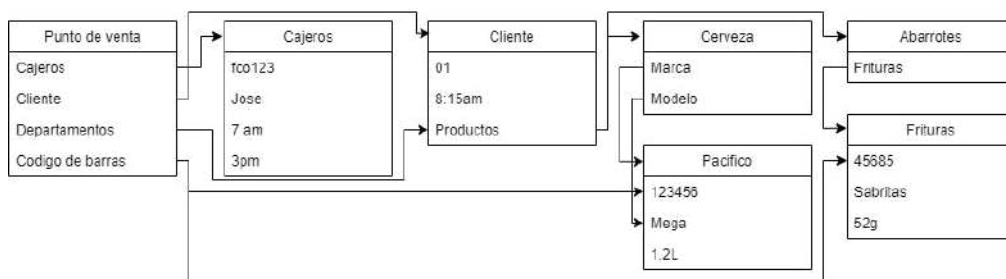 Punto de venta
Cajeros
Cliente
Departamentos
Codigo de barras
Cajeros
fco123
Jose
7 am
3pm
Cliente
01
8:15am
Productos
Cerveza
Marca
Modelo
Pacifico
123456
Mega
1.2L
Abarrotes
Frituras
Frituras
45685
Sabritas
52g